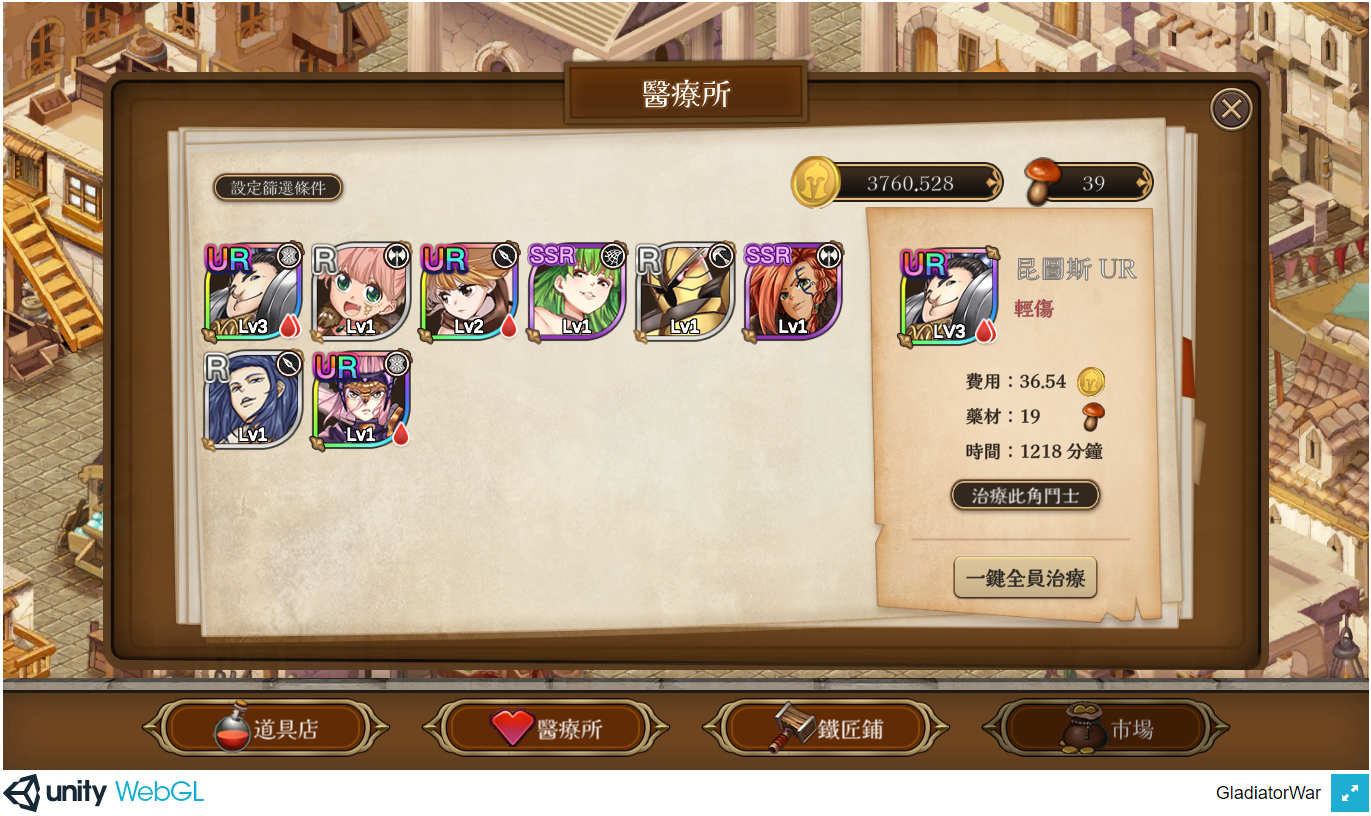 醫療所
設定篩選條件
3760.528
39
UR
Lv3
R
Lv1
UR
Lv2
SSR
Lv1
R
Lv1
SSR
Lv1
R
Lv1
UR
Lv1
UR
Lv3
昆圖斯 UR
輕傷
費用：36.54
藥材：19
時間：1218 分鐘
治療此角鬥士
一鍵全員治療
道具店
醫療所
鐵匠鋪
市場
unity WebGL
GladiatorWar